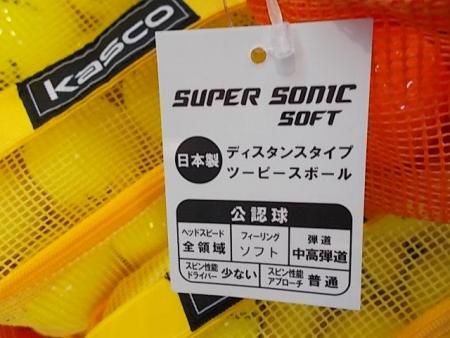 Kasco
SUPER SONIC
SOFT
日本製
ディスタンスタイプ
ツーピースボール
公認球
ヘッドスピード
全領域
フィーリング
ソフト
弾道
中高弾道
スピン性能
ドライバー 少ない
スピン性能
アプローチ 普通